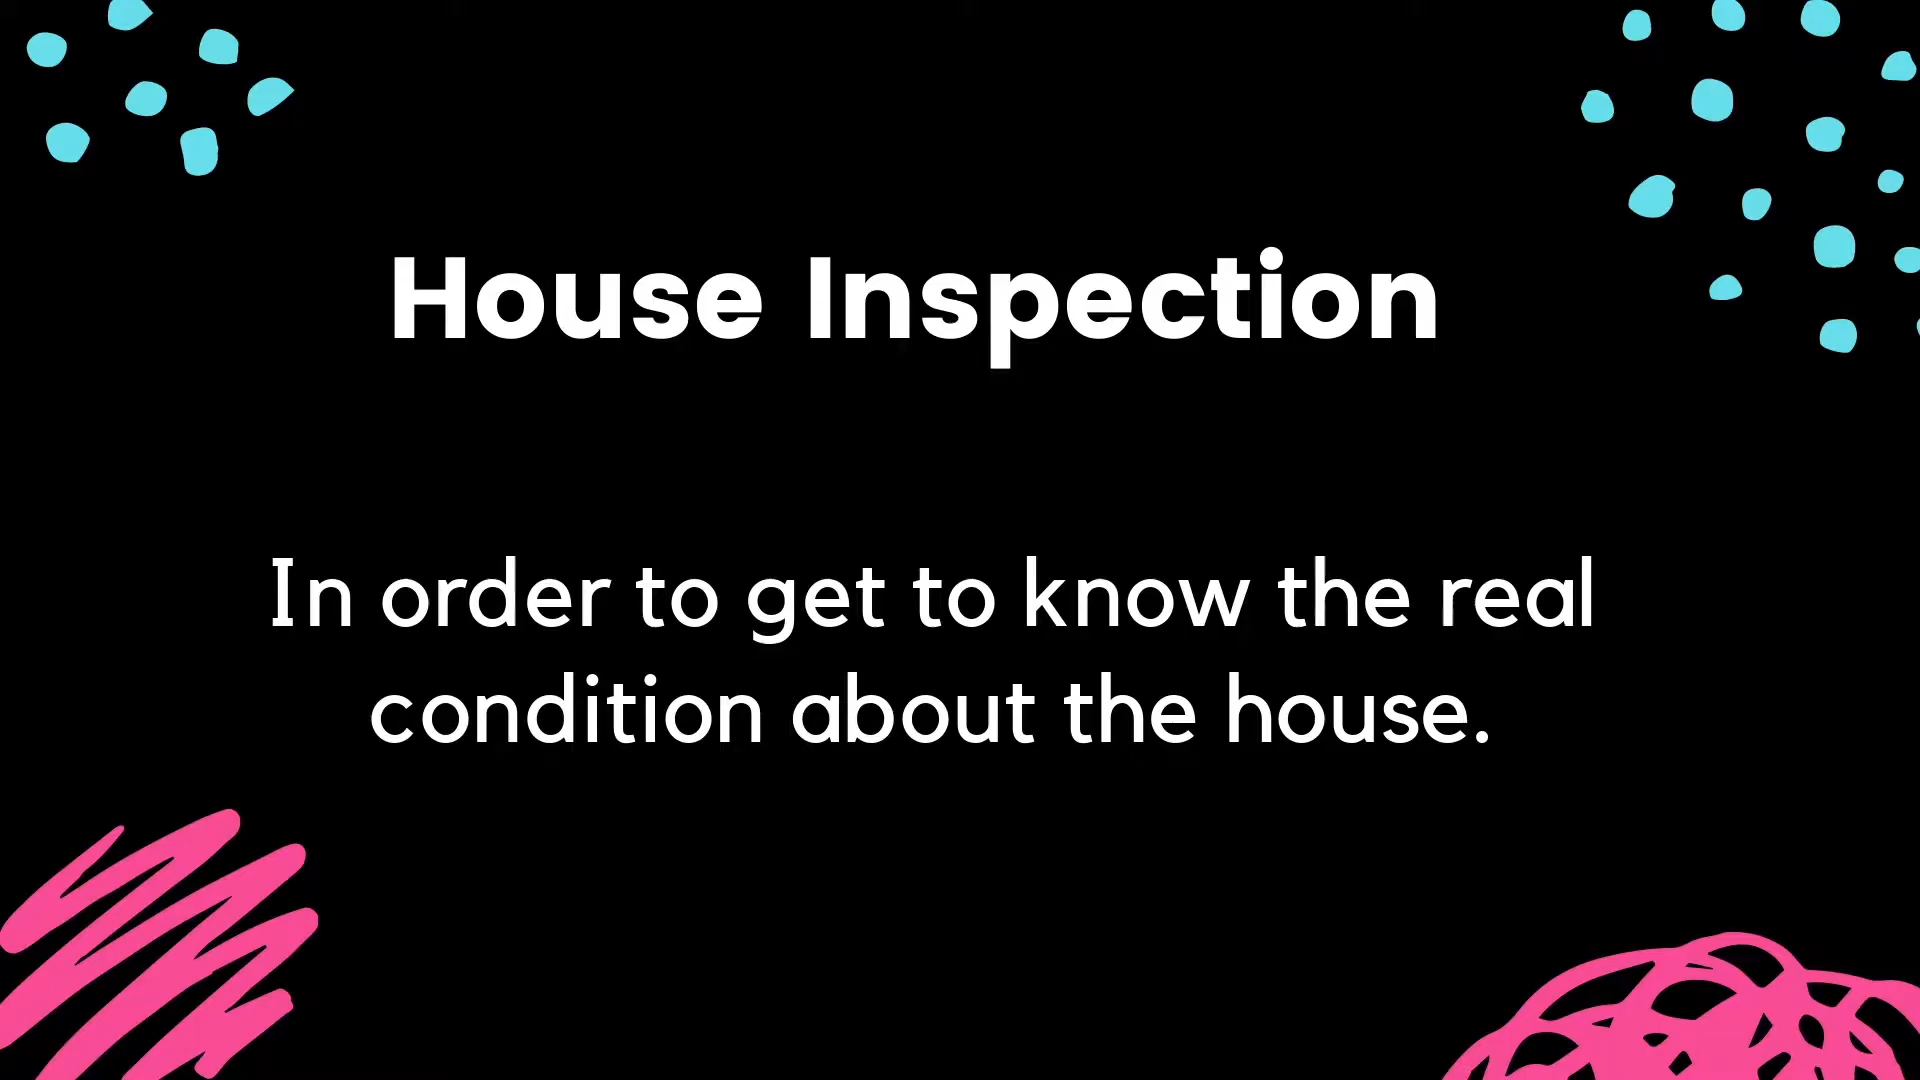 House Inspection
In order to get to know the real
condition about the house.